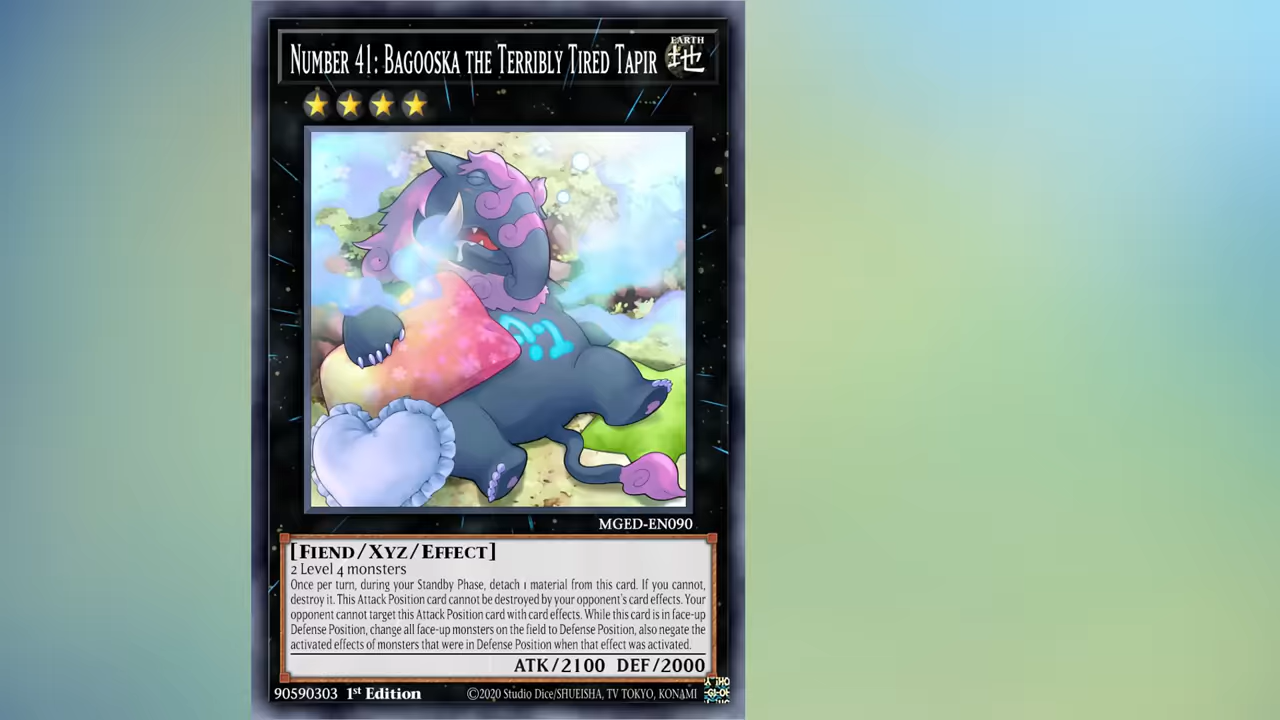 NUMBER 41: BAGOOSKA THE TERRIBLY TIRED TAPIR
EARTH
地
41
MGED-EN090
[FIEND/XYZ/EFFECT]
2 Level 4 monsters
Once per turn, during your Standby Phase, detach 1 material from this card. If you cannot,
destroy it. This Attack Position card cannot be destroyed by your opponent's card effects. Your
opponent cannot target this Attack Position card with card effects. While this card is in face-up
Defense Position, change all face-up monsters on the field to Defense Position, also negate the
activated effects of monsters that were in Defense Position when that effect was activated.
ATK/2100 DEF/2000
90590303 1st Edition ©2020 Studio Dice/SHUEISHA, TV TOKYO, KONAMI